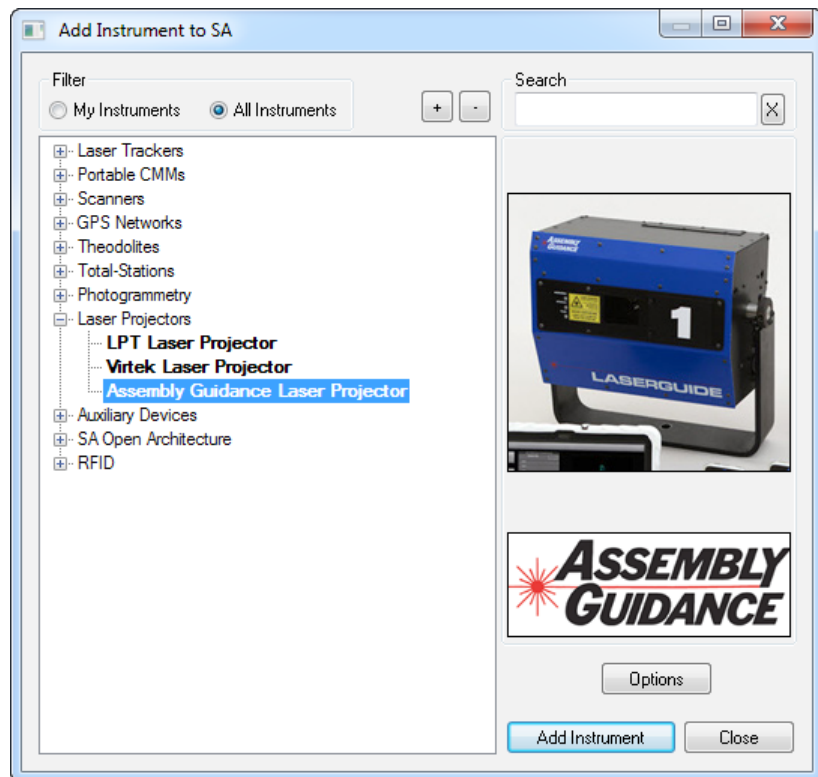 Add Instrument to SA
Filter
My Instruments All Instruments
+ -
Search
X
Laser Trackers
Portable CMMs
Scanners
GPS Networks
Theodolites
Total-Stations
Photogrammetry
Laser Projectors
LPT Laser Projector
Virtek Laser Projector
Assembly Guidance Laser Projector
Auxiliary Devices
SA Open Architecture
RFID
ASSEMBLY
GUIDANCE
1
LASERGUIDE
ASSEMBLY
GUIDANCE
Options
Add Instrument Close